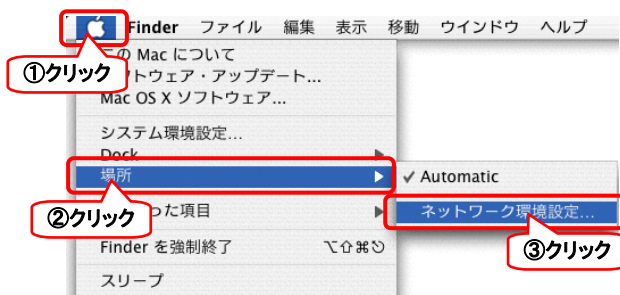 Finder ファイル 編集 表示 移動 ウインドウ ヘルプ
①クリック
この Mac について
トウェア・アップデート...
Mac OS X ソフトウェア...
システム環境設定...
Dock
場所
✓ Automatic
ネットワーク環境設定...
②クリック
った項目
③クリック
Finder を強制終了 ⌥⇧⌘⎋
スリープ